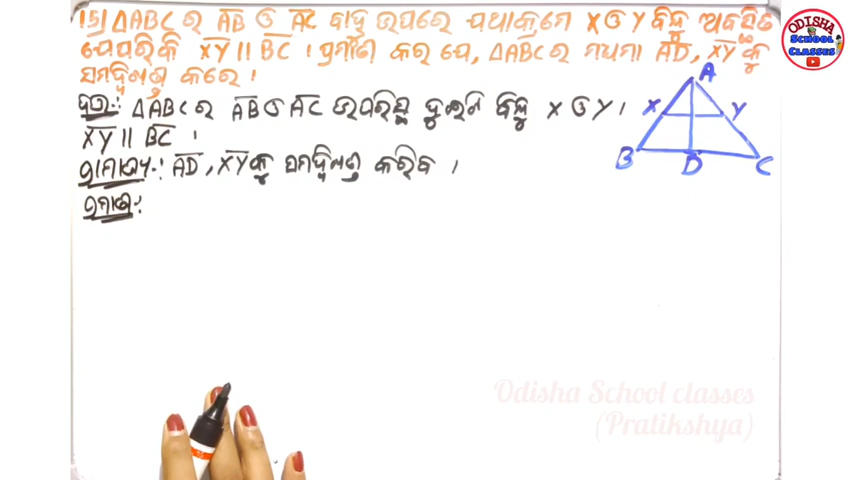 15) ΔABC ର AB ଓ AC ବାହୁ ଉପରେ ଯଥାକ୍ରମେ X ଓ Y ବିନ୍ଦୁ ଅବସ୍ଥିତ
ଯେପରିକି XY || BC । ପ୍ରମାଣ କର ଯେ, ΔABC ର ମଧ୍ୟମା AD, XY କୁ
ସମଦ୍ୱିଖଣ୍ଡ କରେ ।
ଦତ୍ତ:- ΔABC ର AB ଓ AC ଉପରିସ୍ଥ ଦୁଇଟି ବିନ୍ଦୁ X ଓ Y ।
XY || BC ।
ପ୍ରାମାଣ୍ୟ:- AD, XY କୁ ସମଦ୍ୱିଖଣ୍ଡ କରିବ ।
ପ୍ରମାଣ:
A
X Y
B D C
ODISHA
SCHOOL
CLASSES
Odisha School classes
(Pratikshya)